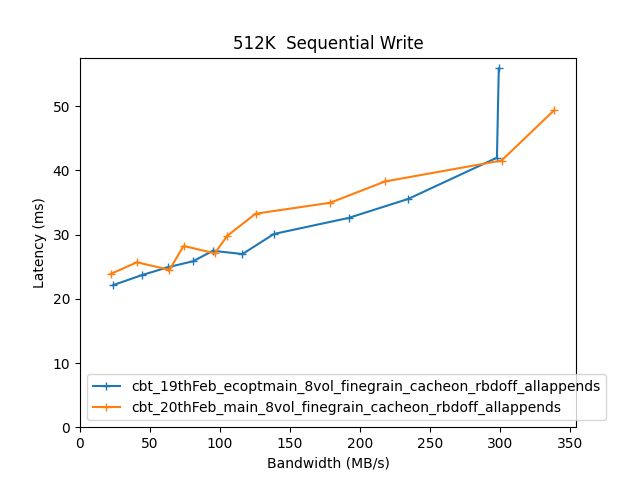 512K  Sequential Write
Latency (ms)
50
40
30
20
10
0
cbt_19thFeb_ecoptmain_8vol_finegrain_cacheon_rbdoff_allappends
cbt_20thFeb_main_8vol_finegrain_cacheon_rbdoff_allappends
0 50 100 150 200 250 300 350
Bandwidth (MB/s)